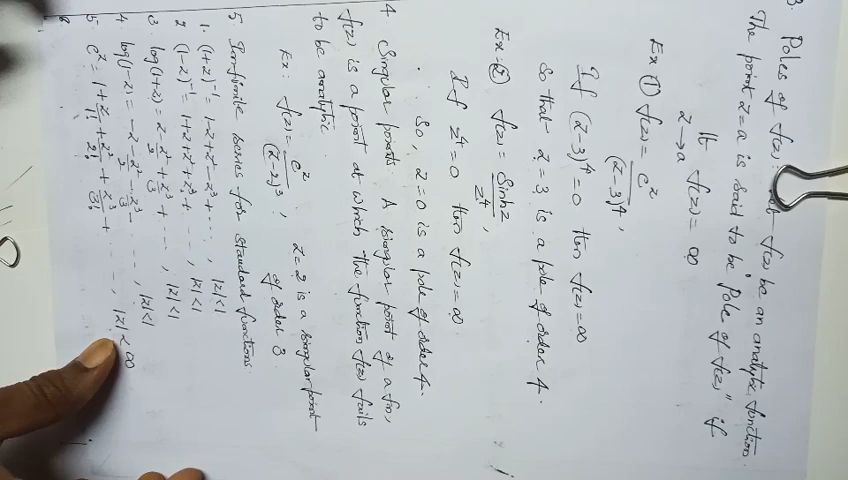 3. Poles of f(z): Let f(z) be an analytic function.
The point z=a is said to be "Pole of f(z)" if
lt f(z) = ∞
z→a
Ex ① f(z) = e^z / (z-3)^4,
If (z-3)^4 = 0 then f(z) = ∞
so that z=3 is a pole of order 4.
Ex:② f(z) = Sinhz / z^4,
If z^4 = 0 then f(z) = ∞.
So, z=0 is a pole of order 4.
4. Singular points: A singular point of a fn,
f(z) is a point at which the function f(z) fails
to be analytic.
Ex: f(z) = e^z / (z-2)^3, z=2 is a singular point
of order 3.
5 Infinite series for standard functions:
1. (1+z)^-1 = 1-z+z^2-z^3+ ..., |z|<1
2 (1-z)^-1 = 1+z+z^2+z^3+ ..., |z|<1
3. log(1+z) = z - z^2/2 + z^3/3 + ..., |z|<1
4 log(1-z) = -z - z^2/2 - z^3/3 - ..., |z|<1
5. e^z = 1 + z/1! + z^2/2! + z^3/3! + ..., |z|<∞